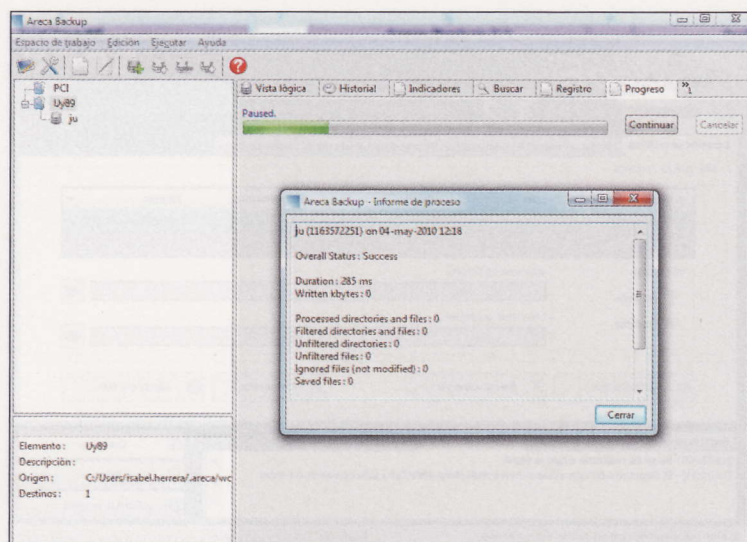 Areca Backup
Espacio de trabajo Edición Ejecutar Ayuda
PCI
Uy89
ju
Vista lógica Historial Indicadores Buscar Registro Progreso »1
Paused.
Continuar Cancelar
Areca Backup - Informe de proceso
ju (1163572251) on 04-may-2010 12:18
Overall Status : Success
Duration : 285 ms
Written kbytes : 0
Processed directories and files : 0
Filtered directories and files : 0
Unfiltered directories : 0
Unfiltered files : 0
Ignored files (not modified) : 0
Saved files : 0
Cerrar
Elemento : Uy89
Descripción :
Origen : C:/Users/isabel.herrera/.areca/wc
Destinos : 1